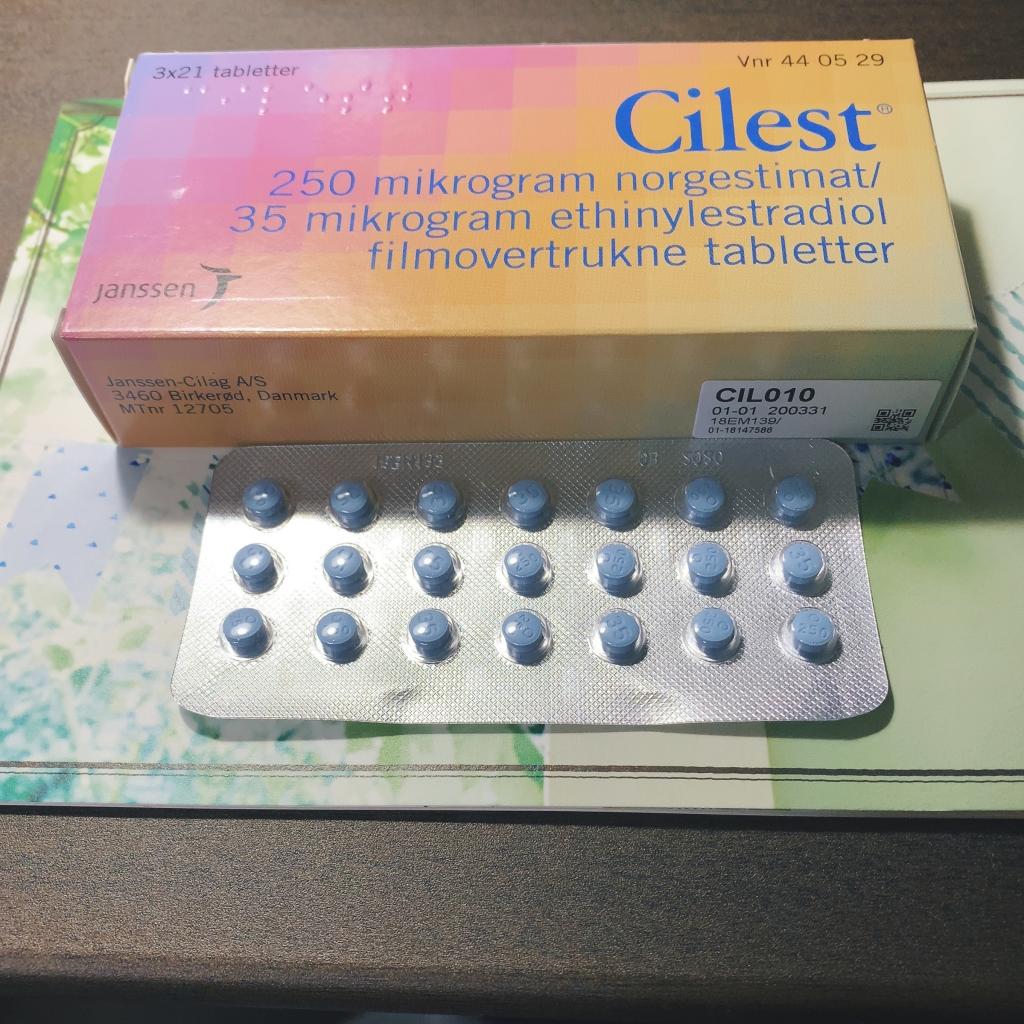 3x21 tabletter
Vnr 44 05 29
Cilest®
250 mikrogram norgestimat/
35 mikrogram ethinylestradiol
filmovertrukne tabletter
janssen
Janssen-Cilag A/S
3460 Birkerød, Danmark
MTnr 12705
CIL010
01-01 200331
18EM139/
01-18147586